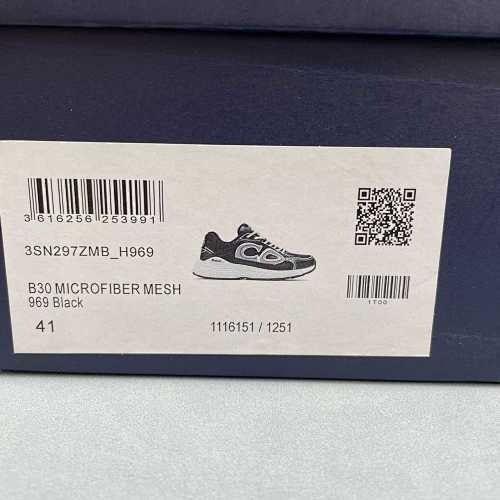 3 616256 253991
3SN297ZMB_H969
B30 MICROFIBER MESH
969 Black
41
1116151 / 1251
1T00